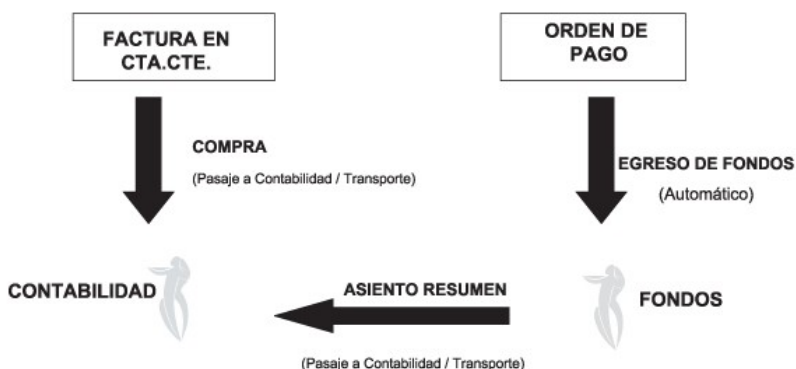 FACTURA EN
CTA.CTE.
ORDEN DE
PAGO
COMPRA
(Pasaje a Contabilidad / Transporte)
EGRESO DE FONDOS
(Automático)
CONTABILIDAD
ASIENTO RESUMEN
FONDOS
(Pasaje a Contabilidad / Transporte)